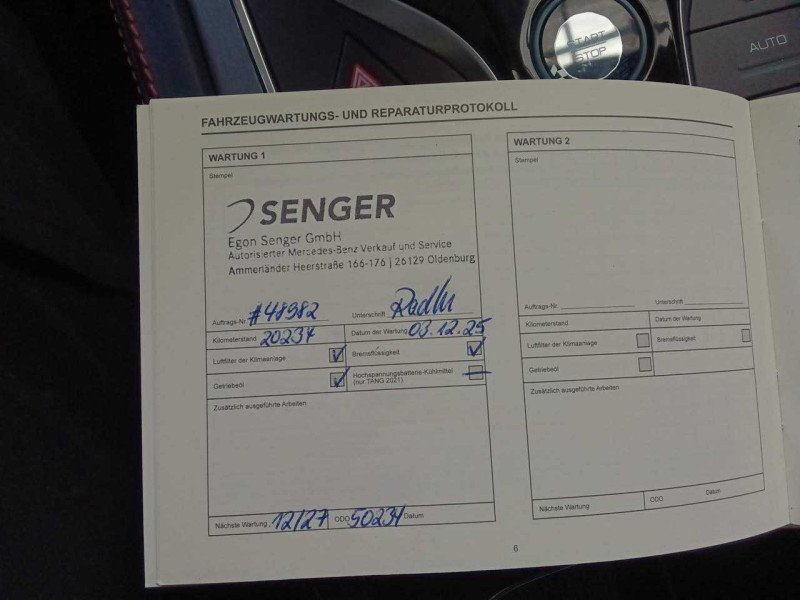 START
STOP
AUTO
FAHRZEUGWARTUNGS- UND REPARATURPROTOKOLL
WARTUNG 1
Stempel
SENGER
Egon Senger GmbH
Autorisierter Mercedes-Benz Verkauf und Service
Ammerländer Heerstraße 166-176 | 26129 Oldenburg
Auftrags-Nr #48982 Unterschrift
Kilometerstand 20234 Datum der Wartung 03.12.25
Luftfilter der Klimaanlage Bremsflüssigkeit
Getriebeöl Hochspannungsbatterie-Kühlmittel
(nur TANG 2021)
Zusätzlich ausgeführte Arbeiten
Nächste Wartung 12/27 ODO 50234 Datum
WARTUNG 2
Stempel
Auftrags-Nr. Unterschrift
Kilometerstand Datum der Wartung
Luftfilter der Klimaanlage Bremsflüssigkeit
Getriebeöl
Zusätzlich ausgeführte Arbeiten
Nächste Wartung ODO Datum
6